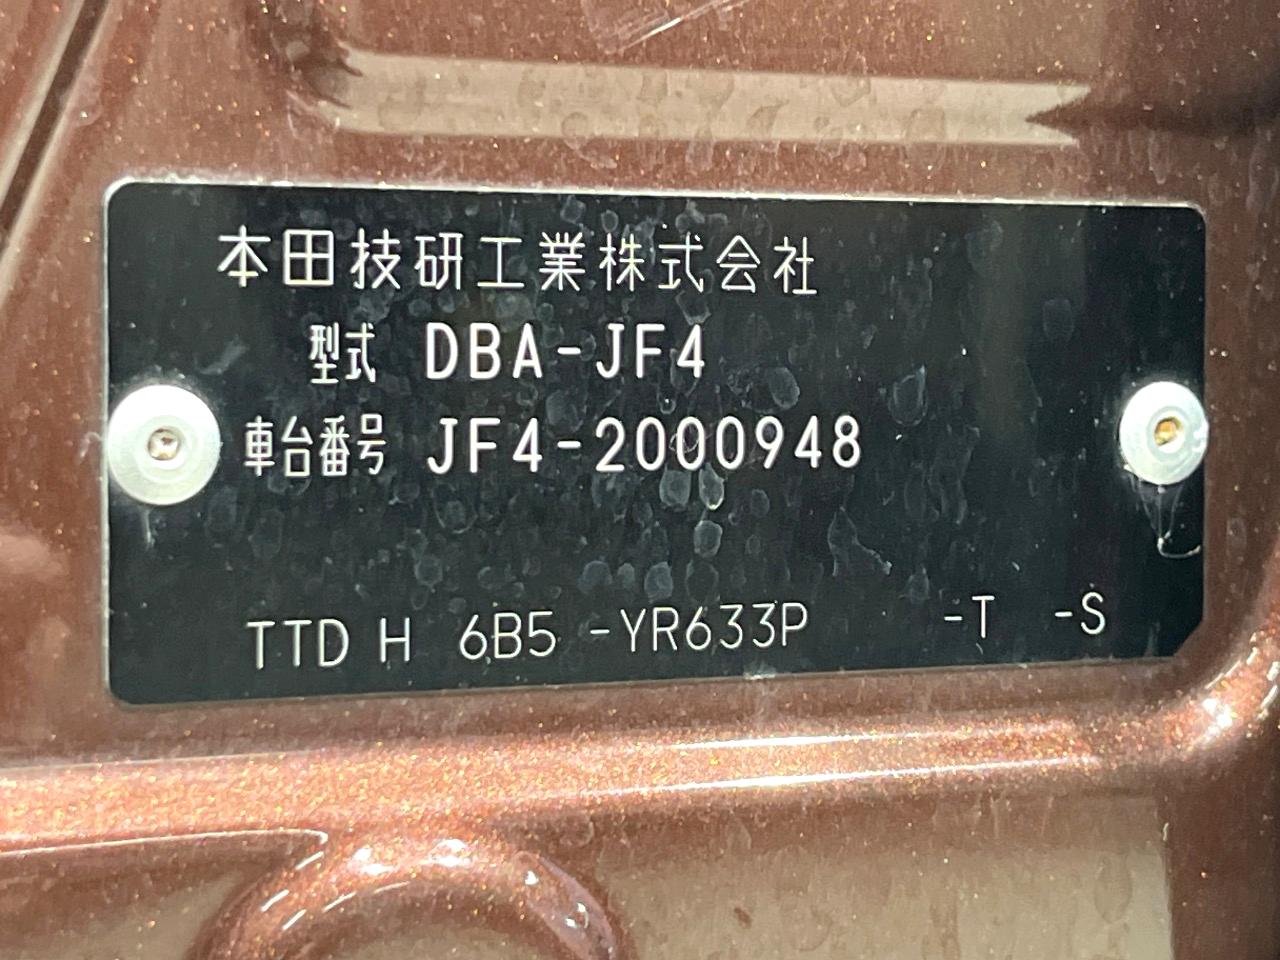 本田技研工業株式会社
型式 DBA-JF4
車台番号 JF4-2000948
TTD H 6B5 -YR633P -T -S